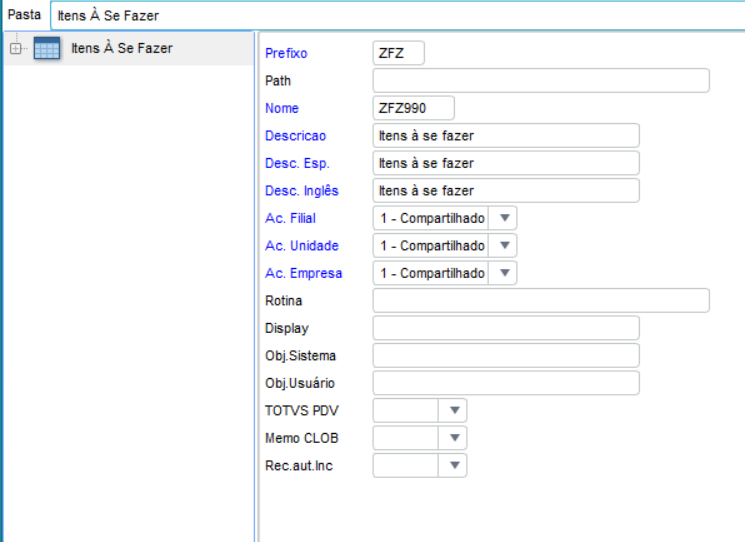 Pasta Itens À Se Fazer
Itens À Se Fazer
Prefixo ZFZ
Path
Nome ZFZ990
Descricao Itens à se fazer
Desc. Esp. Itens à se fazer
Desc. Inglês Itens à se fazer
Ac. Filial 1 - Compartilhado
Ac. Unidade 1 - Compartilhado
Ac. Empresa 1 - Compartilhado
Rotina
Display
Obj.Sistema
Obj.Usuário
TOTVS PDV
Memo CLOB
Rec.aut.Inc